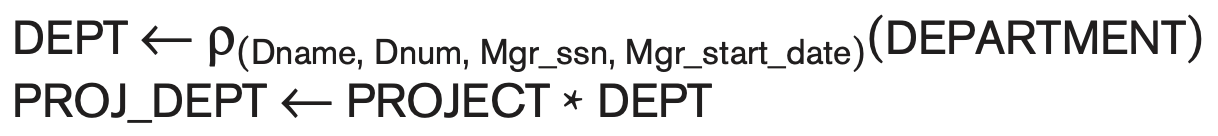 DEPT ← ρ(Dname, Dnum, Mgr_ssn, Mgr_start_date)(DEPARTMENT)
PROJ_DEPT ← PROJECT * DEPT